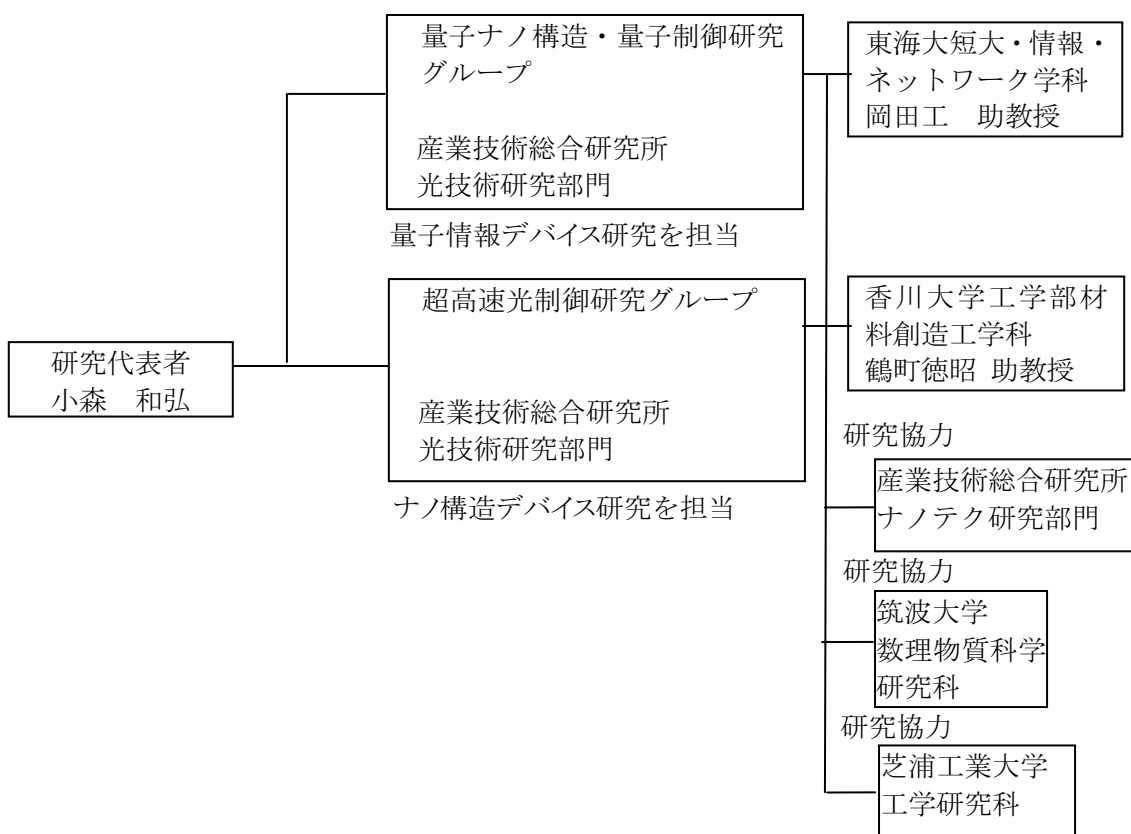 研究代表者
小森　和弘
量子ナノ構造・量子制御研究
グループ
産業技術総合研究所
光技術研究部門
量子情報デバイス研究を担当
超高速光制御研究グループ
産業技術総合研究所
光技術研究部門
ナノ構造デバイス研究を担当
東海大短大・情報・
ネットワーク学科
岡田工　助教授
香川大学工学部材
料創造工学科
鶴町徳昭 助教授
研究協力
産業技術総合研究所
ナノテク研究部門
研究協力
筑波大学
数理物質科学
研究科
研究協力
芝浦工業大学
工学研究科